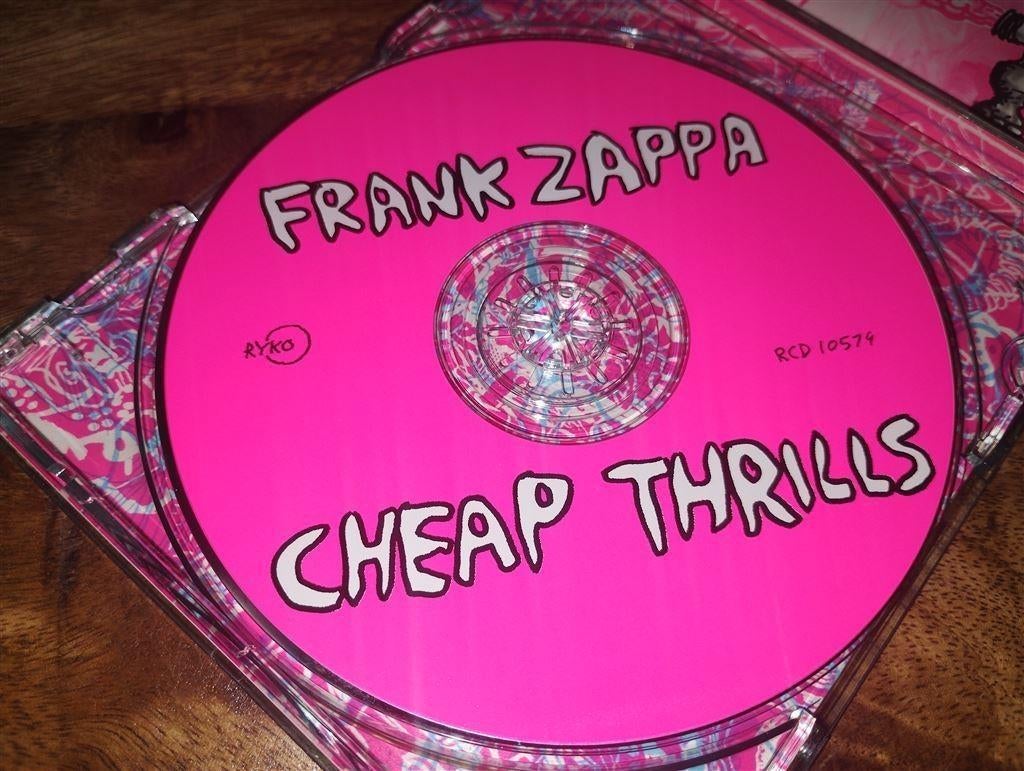 FRANK ZAPPA
RYKO
RCD 10579
CHEAP THRILLS